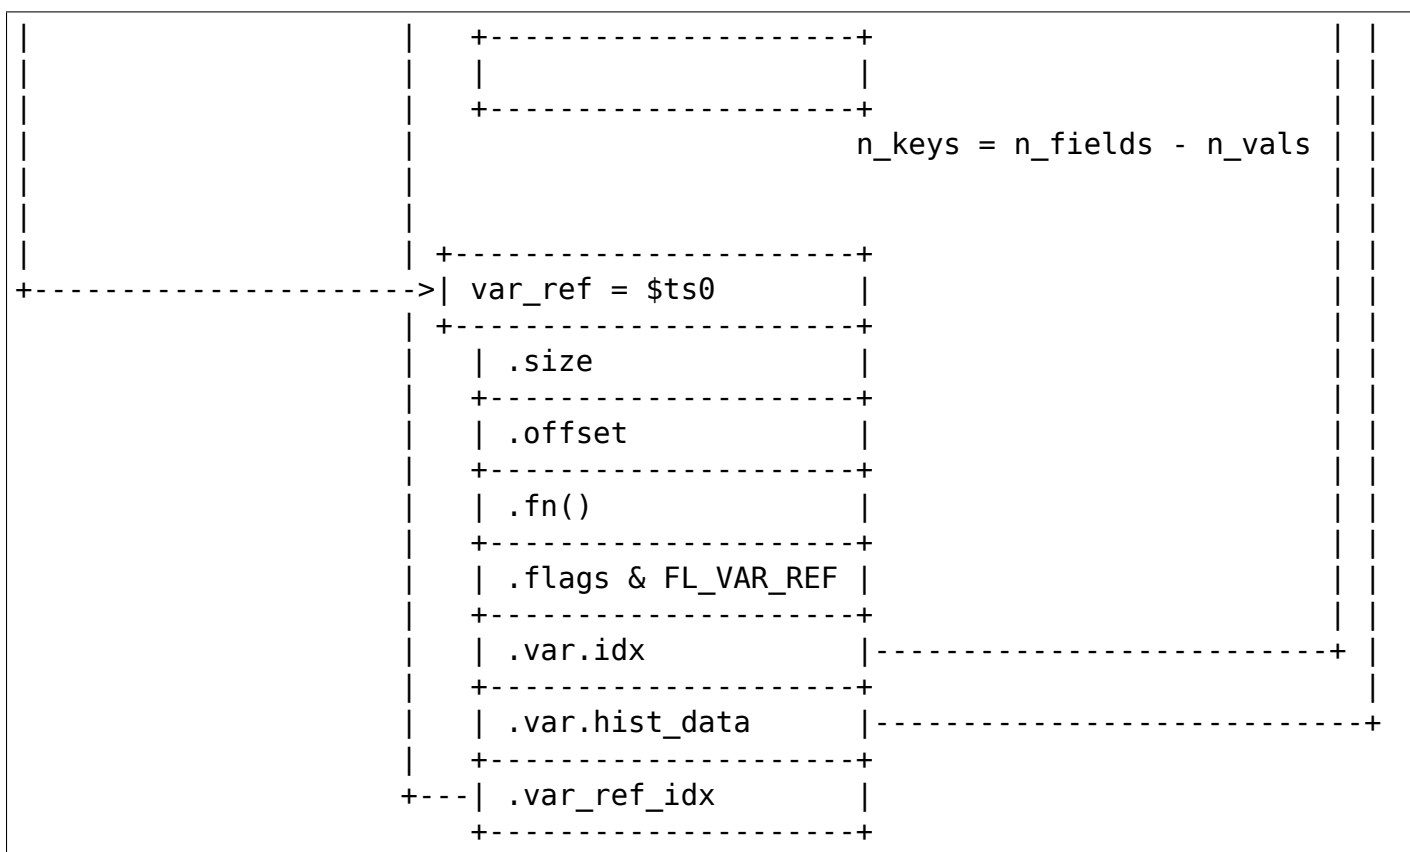 n_keys = n_fields - n_vals
var_ref = $ts0
.size
.offset
.fn()
.flags & FL_VAR_REF
.var.idx
.var.hist_data
.var_ref_idx